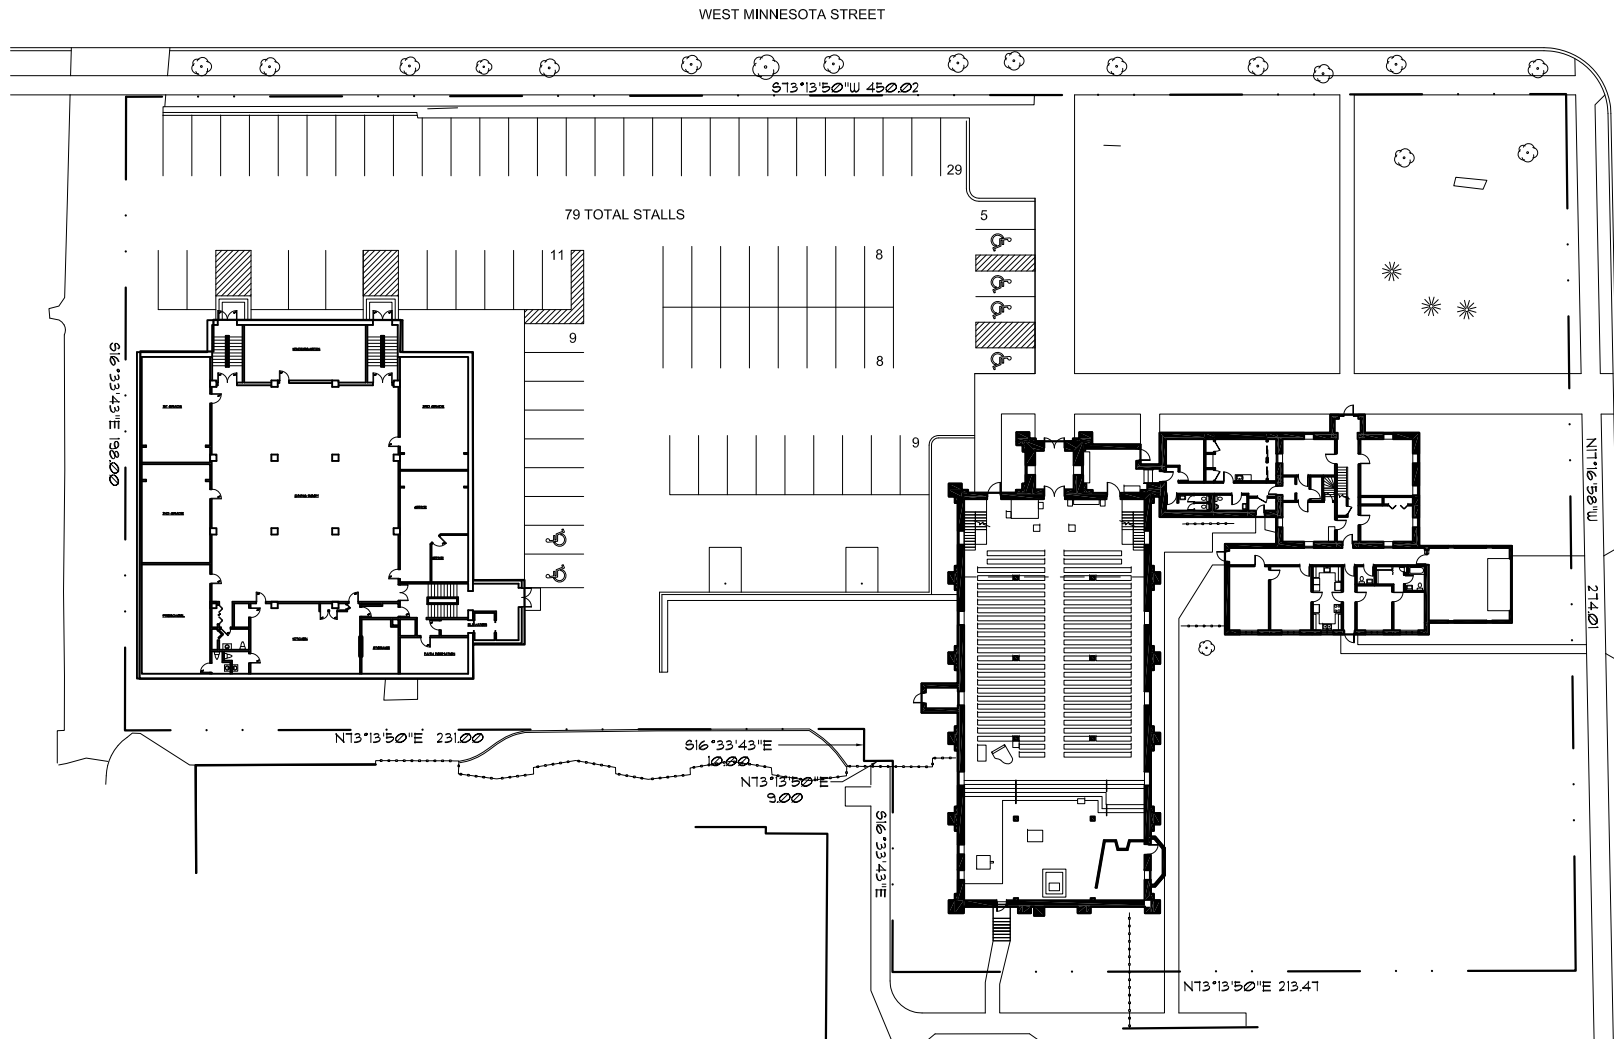 WEST MINNESOTA STREET
S73°13'50"W 450.02
29
79 TOTAL STALLS
5
11
8
9
8
S16°33'43"E 198.00
9
N17°16'58"W
274.01
KITCHEN
STORAGE
N73°13'50"E 231.00
S16°33'43"E
10.00
N73°13'50"E
9.00
S16°33'43"E
N73°13'50"E 213.47